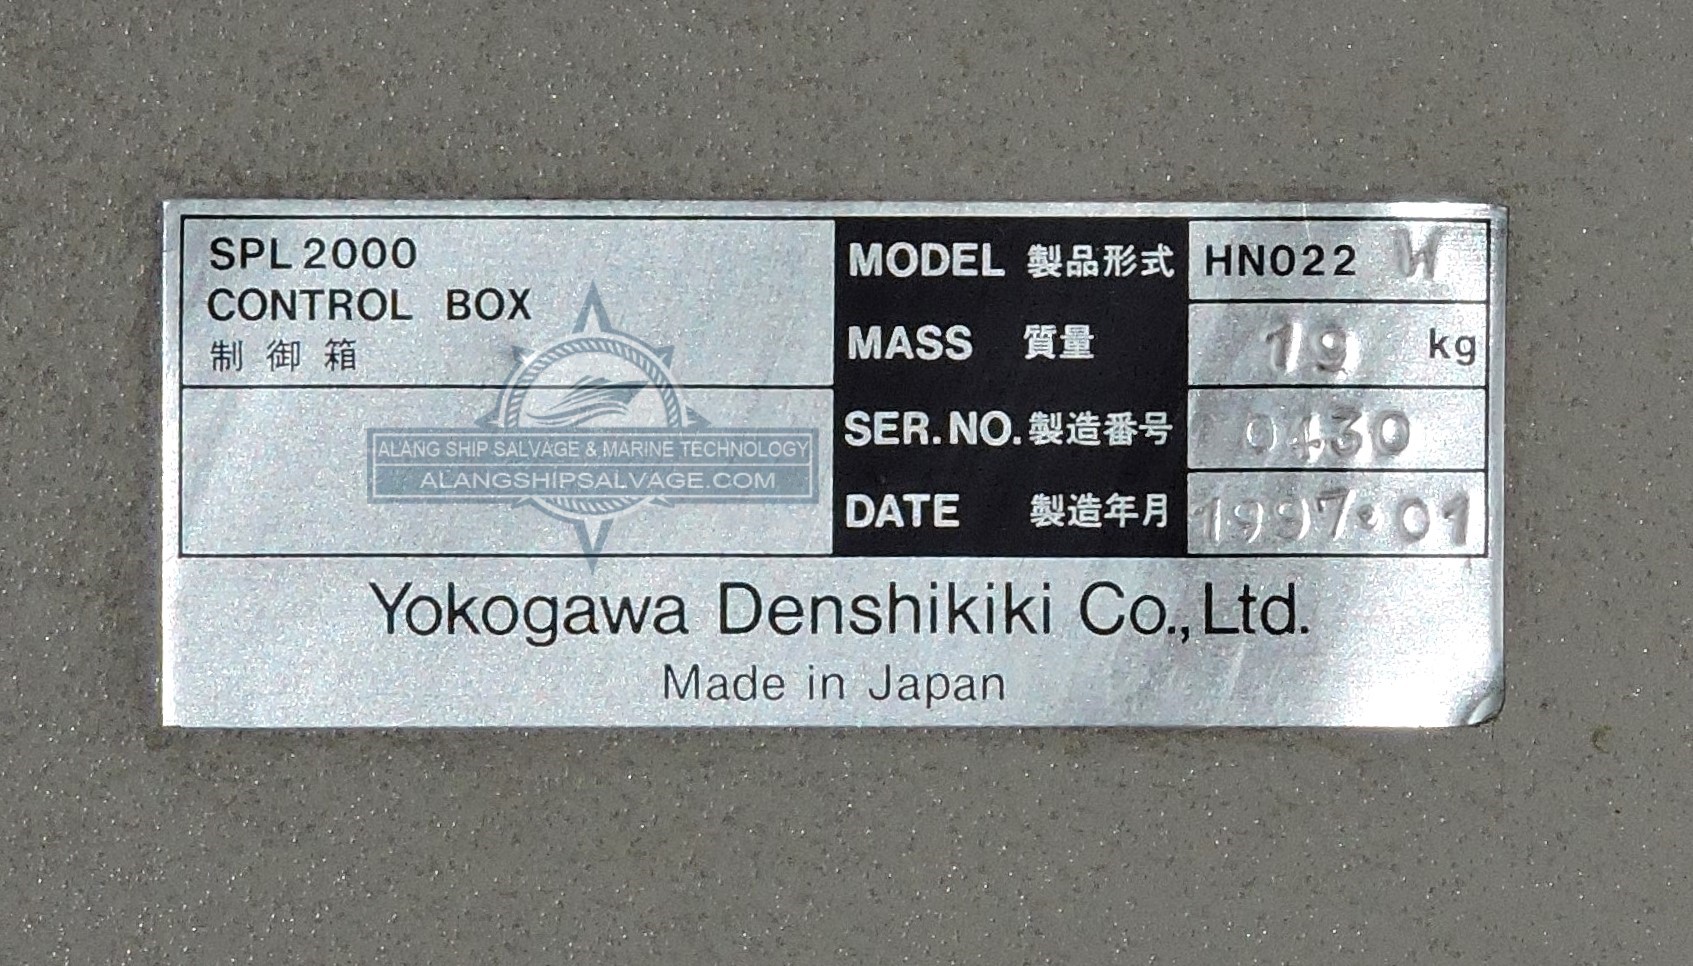 SPL2000
CONTROL BOX
制御箱
MODEL 製品形式 HN022 W
MASS 質量 19 kg
SER.NO. 製造番号 0430
DATE 製造年月 1997.01
ALANG SHIP SALVAGE & MARINE TECHNOLOGY
ALANGSHIPSALVAGE.COM
Yokogawa Denshikiki Co.,Ltd.
Made in Japan